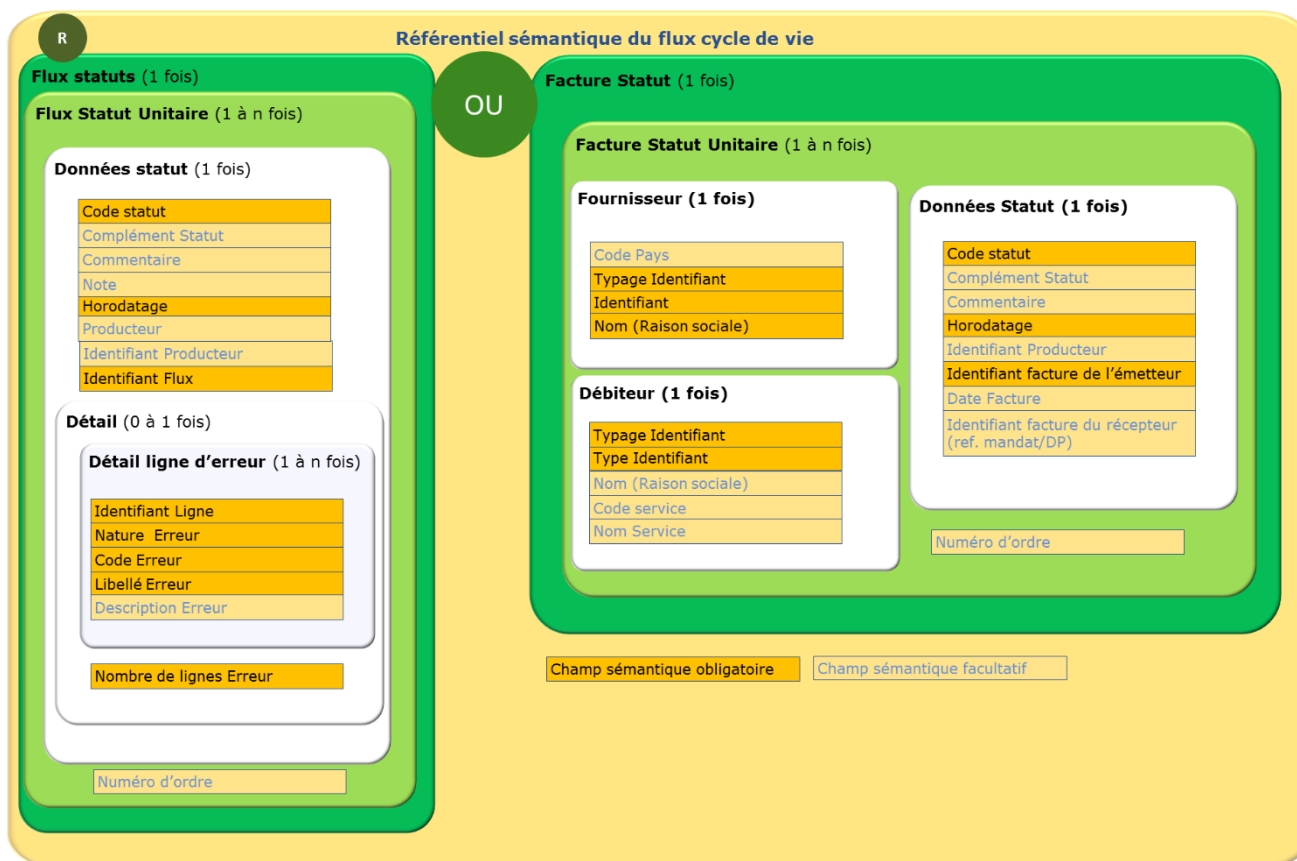 R
Référentiel sémantique du flux cycle de vie
Flux statuts (1 fois)
Flux Statut Unitaire (1 à n fois)
Données statut (1 fois)
Code statut
Complément Statut
Commentaire
Note
Horodatage
Producteur
Identifiant Producteur
Identifiant Flux
Détail (0 à 1 fois)
Détail ligne d’erreur (1 à n fois)
Identifiant Ligne
Nature Erreur
Code Erreur
Libellé Erreur
Description Erreur
Nombre de lignes Erreur
Numéro d’ordre
OU
Facture Statut (1 fois)
Facture Statut Unitaire (1 à n fois)
Fournisseur (1 fois)
Code Pays
Typage Identifiant
Identifiant
Nom (Raison sociale)
Débiteur (1 fois)
Typage Identifiant
Type Identifiant
Nom (Raison sociale)
Code service
Nom Service
Données Statut (1 fois)
Code statut
Complément Statut
Commentaire
Horodatage
Identifiant Producteur
Identifiant facture de l’émetteur
Date Facture
Identifiant facture du récepteur
(ref. mandat/DP)
Numéro d’ordre
Champ sémantique obligatoire
Champ sémantique facultatif